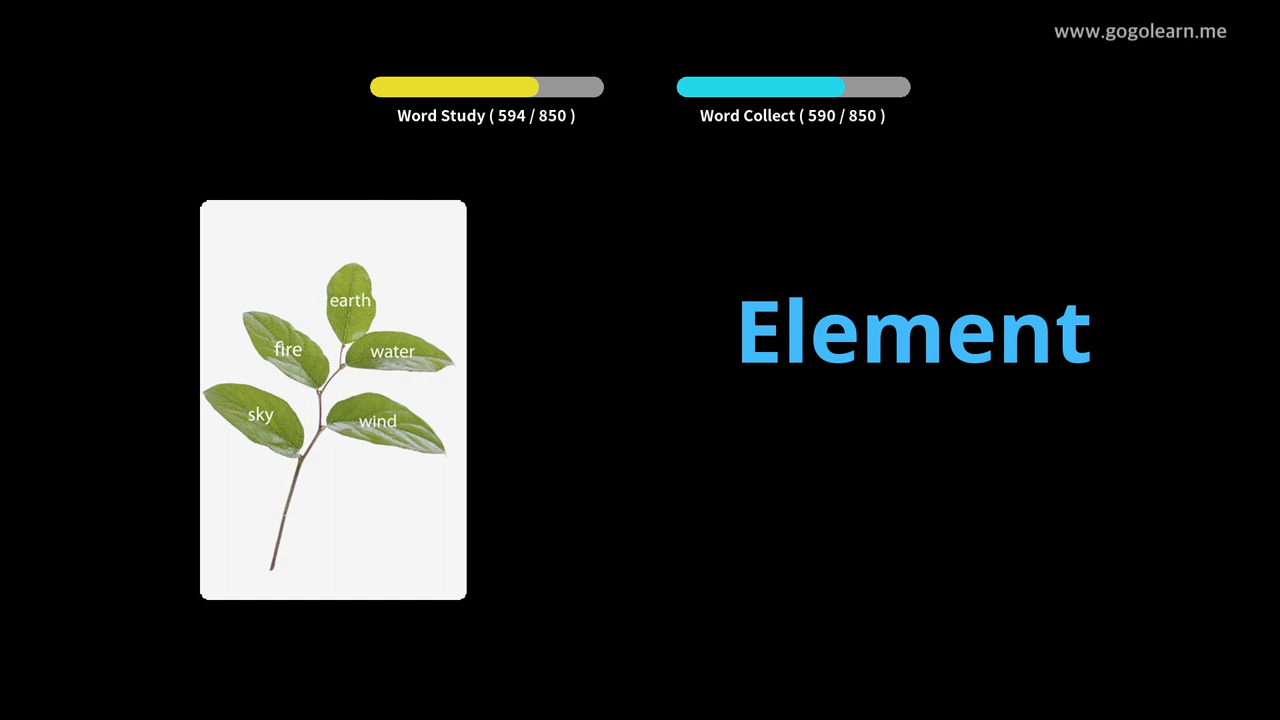 www.gogolearn.me
Word Study ( 594 / 850 )
Word Collect ( 590 / 850 )
earth
fire
water
sky
wind
Element